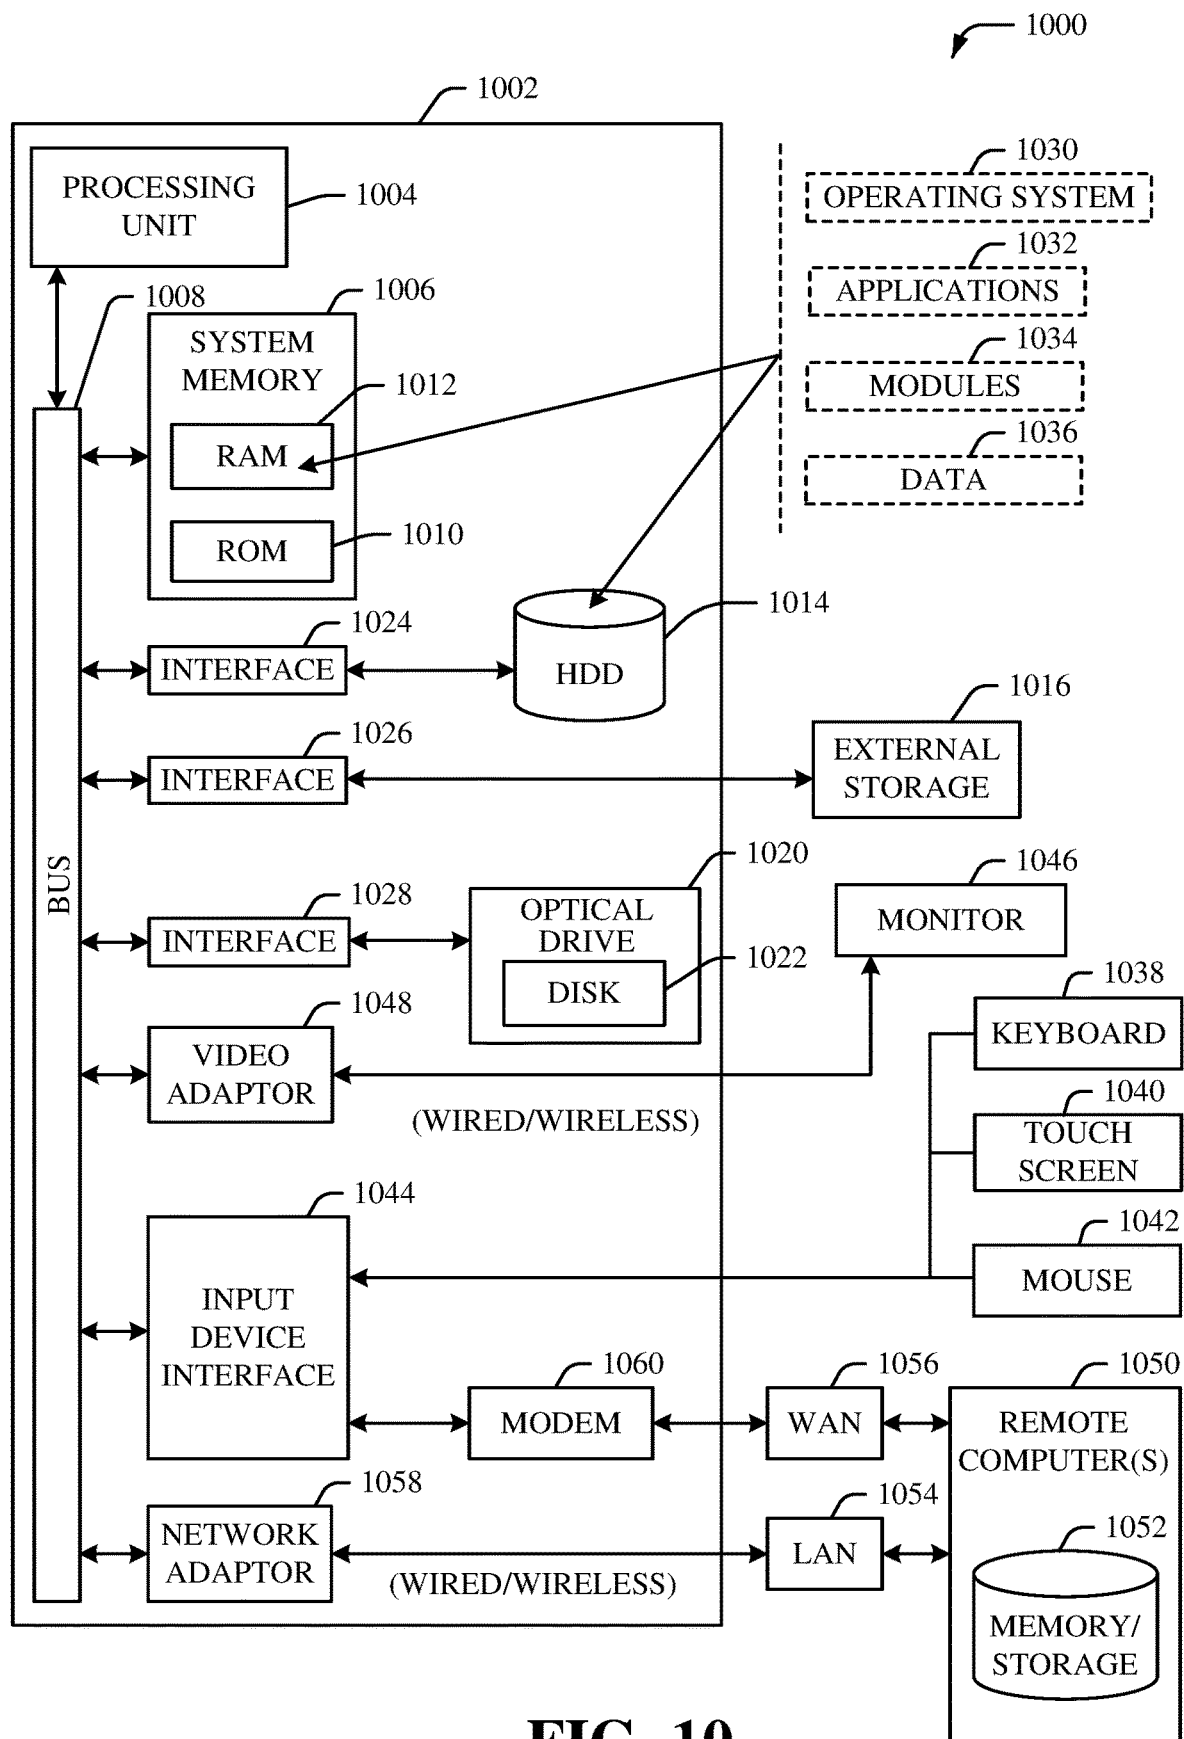 1000
1002
PROCESSING
UNIT
1004
1030
OPERATING SYSTEM
1032
APPLICATIONS
1034
MODULES
1036
DATA
1008
1006
SYSTEM
MEMORY
1012
RAM
1010
ROM
1024
INTERFACE
1014
HDD
1026
INTERFACE
1016
EXTERNAL
STORAGE
BUS
1028
INTERFACE
1020
OPTICAL
DRIVE
1022
DISK
1046
MONITOR
1048
VIDEO
ADAPTOR
(WIRED/WIRELESS)
1038
KEYBOARD
1040
TOUCH
SCREEN
1042
MOUSE
1044
INPUT
DEVICE
INTERFACE
1060
MODEM
1056
WAN
1050
REMOTE
COMPUTER(S)
1058
NETWORK
ADAPTOR
(WIRED/WIRELESS)
1054
LAN
1052
MEMORY/
STORAGE
FIG. 10